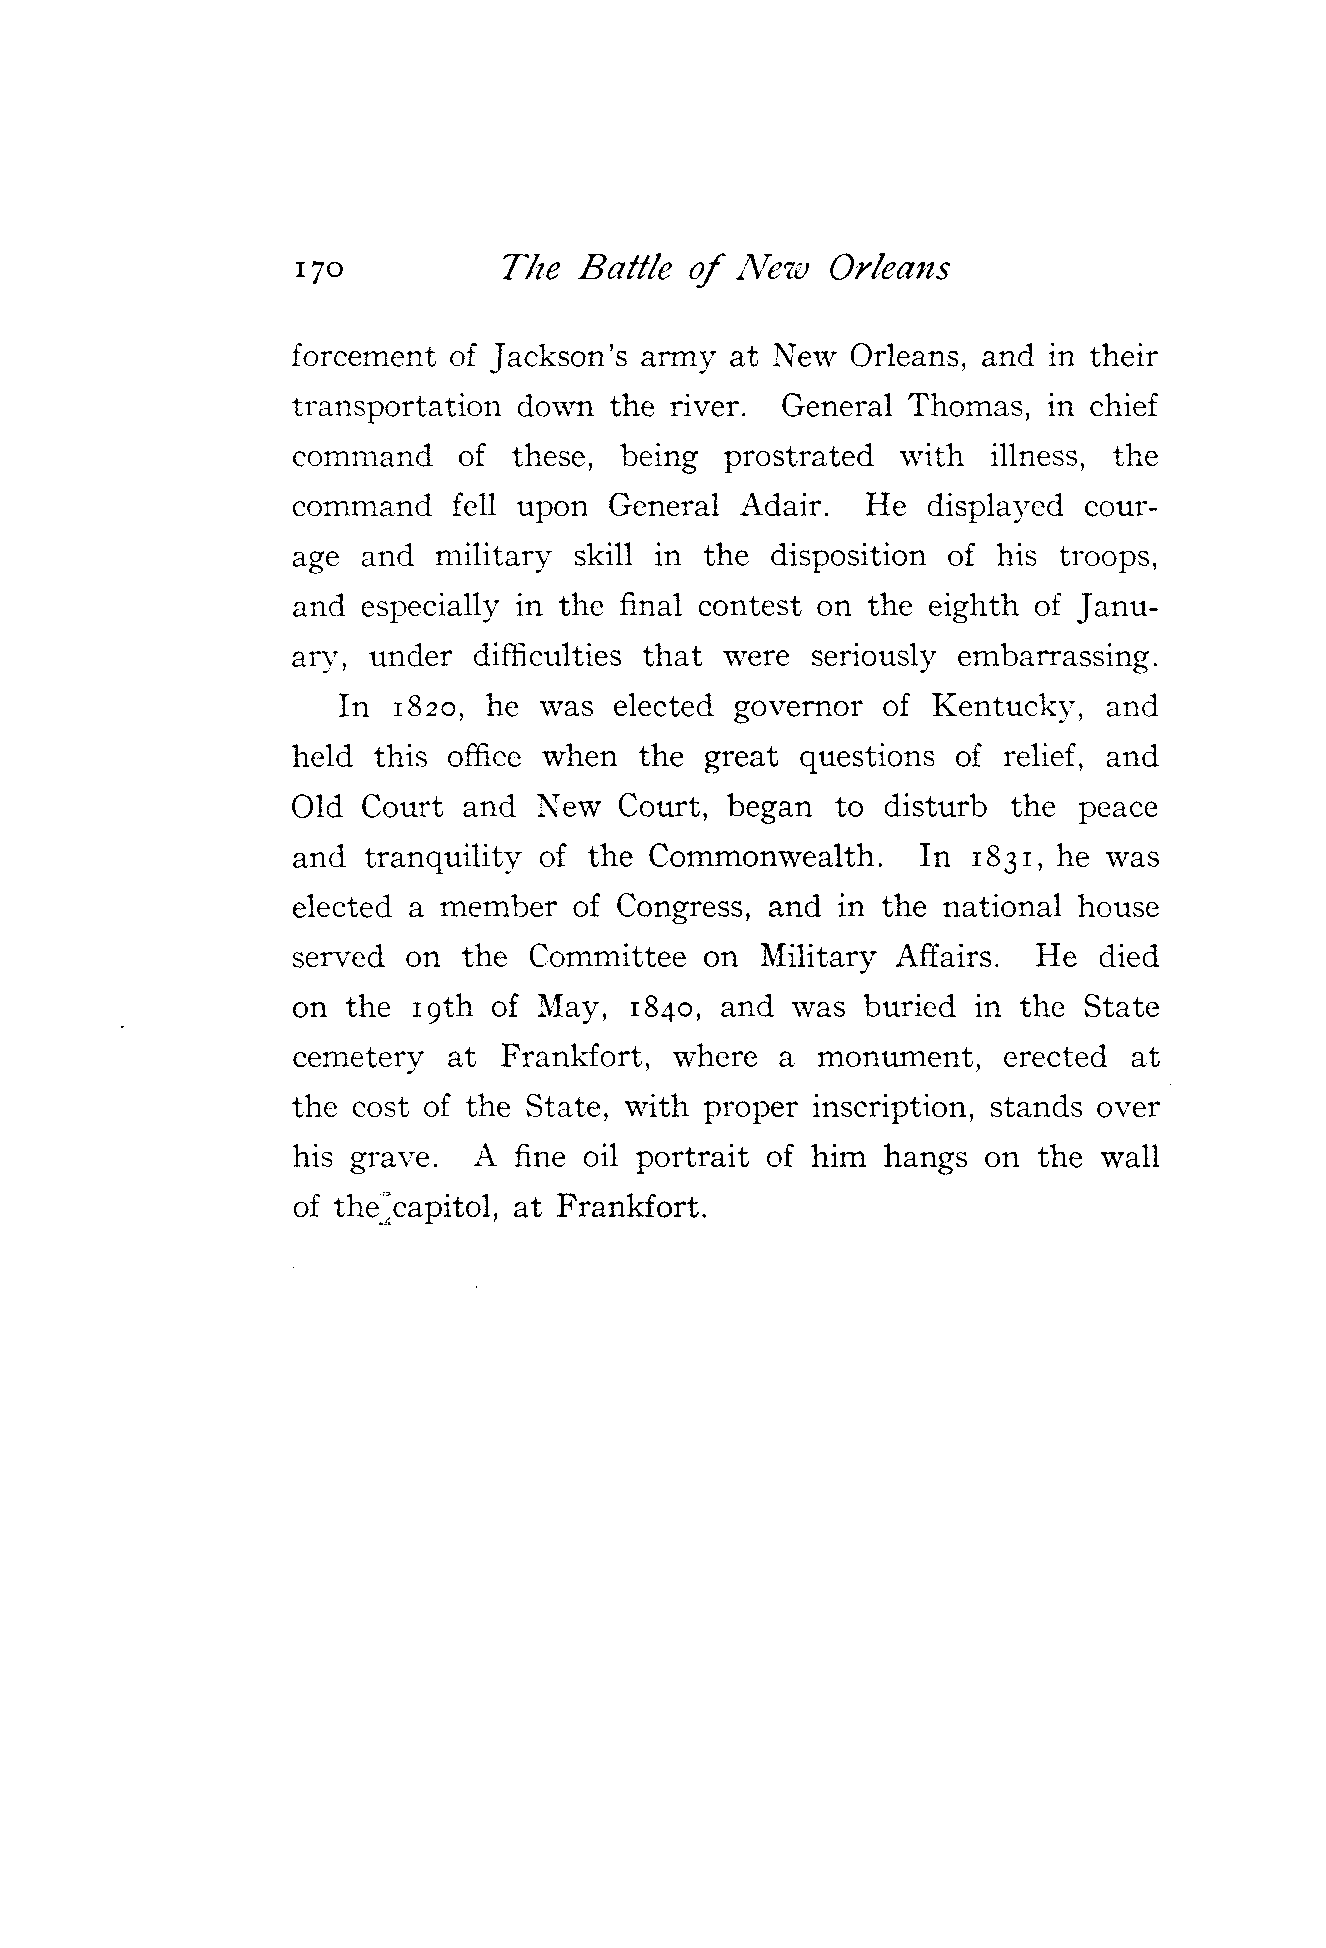 170 The Battle of New Orleans
forcement of Jackson's army at New Orleans, and in their
transportation down the river. General Thomas, in chief
command of these, being prostrated with illness, the
command fell upon General Adair. He displayed cour-
age and military skill in the disposition of his troops,
and especially in the final contest on the eighth of Janu-
ary, under difficulties that were seriously embarrassing.
In 1820, he was elected governor of Kentucky, and
held this office when the great questions of relief, and
Old Court and New Court, began to disturb the peace
and tranquility of the Commonwealth. In 1831, he was
elected a member of Congress, and in the national house
served on the Committee on Military Affairs. He died
on the 19th of May, 1840, and was buried in the State
cemetery at Frankfort, where a monument, erected at
the cost of the State, with proper inscription, stands over
his grave. A fine oil portrait of him hangs on the wall
of the capitol, at Frankfort.